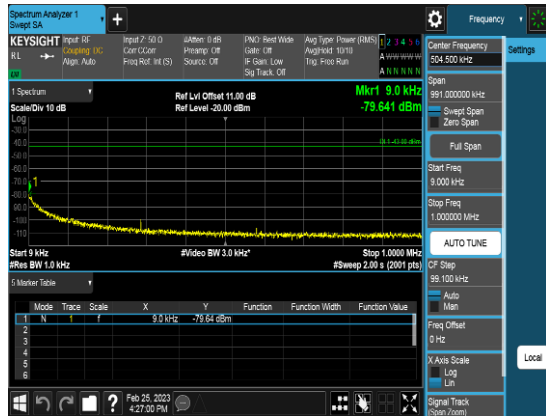 Spectrum Analyzer 1
Swept SA
+
Frequency
KEYSIGHT
RL
Input: RF
Coupling: DC
Align: Auto
Input Z: 50 Ω
Corr CCorr
Freq Ref: Int (S)
#Atten: 0 dB
Preamp: Off
Source: Off
PNO: Best Wide
Gate: Off
IF Gain: Low
Sig Track: Off
Avg Type: Power (RMS)
Avg|Hold: 10/10
Trig: Free Run
1 2 3 4 5 6
A W W W W W
A N N N N N
1 Spectrum
Scale/Div 10 dB
Ref Lvl Offset 11.00 dB
Ref Level -20.00 dBm
Mkr1 9.0 kHz
-79.641 dBm
Log
-30.0
-40.0
-50.0
-60.0
-70.0
-80.0
-90.0
-100
-110
1
DL1 -43.00 dBm
Start 9 kHz
#Res BW 1.0 kHz
#Video BW 3.0 kHz*
Stop 1.0000 MHz
#Sweep 2.00 s (2001 pts)
5 Marker Table
Mode Trace Scale X Y Function Function Width Function Value
1 N 1 f 9.0 kHz -79.64 dBm
2
3
4
5
6
Feb 25, 2023
4:27:00 PM
Center Frequency
504.500 kHz
Span
991.000000 kHz
Swept Span
Zero Span
Full Span
Start Freq
9.000 kHz
Stop Freq
1.000000 MHz
AUTO TUNE
CF Step
99.100 kHz
Auto
Man
Freq Offset
0 Hz
X Axis Scale
Log
Lin
Signal Track
(Span Zoom)
Settings
Local